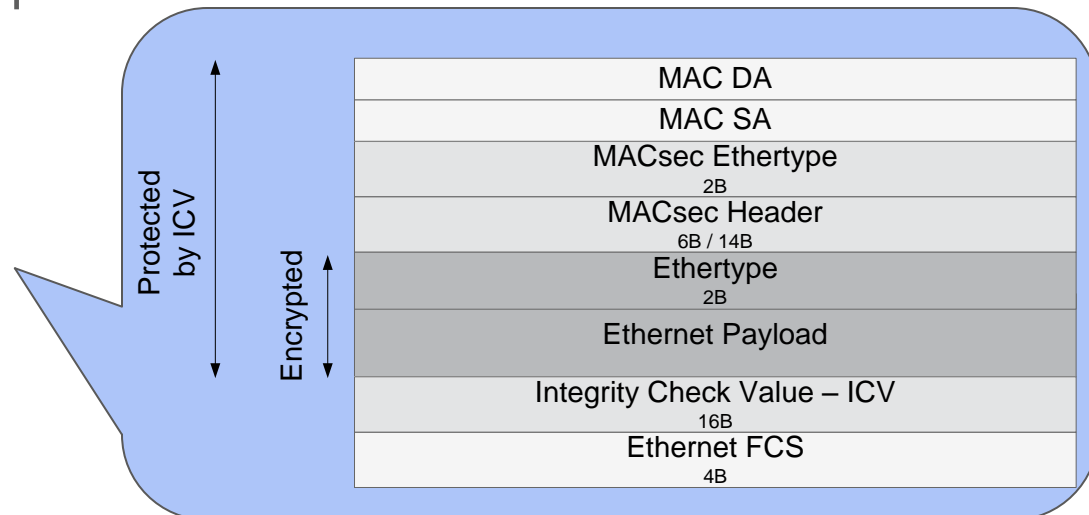 MAC DA
MAC SA
MACsec Ethertype
2B
MACsec Header
6B / 14B
Ethertype
2B
Ethernet Payload
Integrity Check Value – ICV
16B
Ethernet FCS
4B
Protected
by ICV
Encrypted